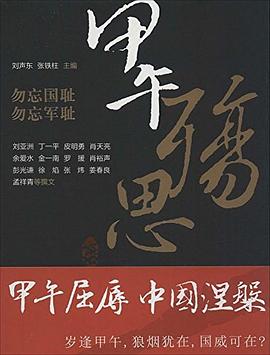 刘声东 张铁柱 主编
甲午
殇思
勿忘国耻
勿忘军耻
刘亚洲 丁一平 皮明勇 肖天亮
余爱水 金一南 罗援 肖裕声
彭光谦 徐焰 张炜 姜春良
孟祥青等撰文
甲午屈辱 中國涅槃
岁逢甲午，狼烟犹在，国威可在？